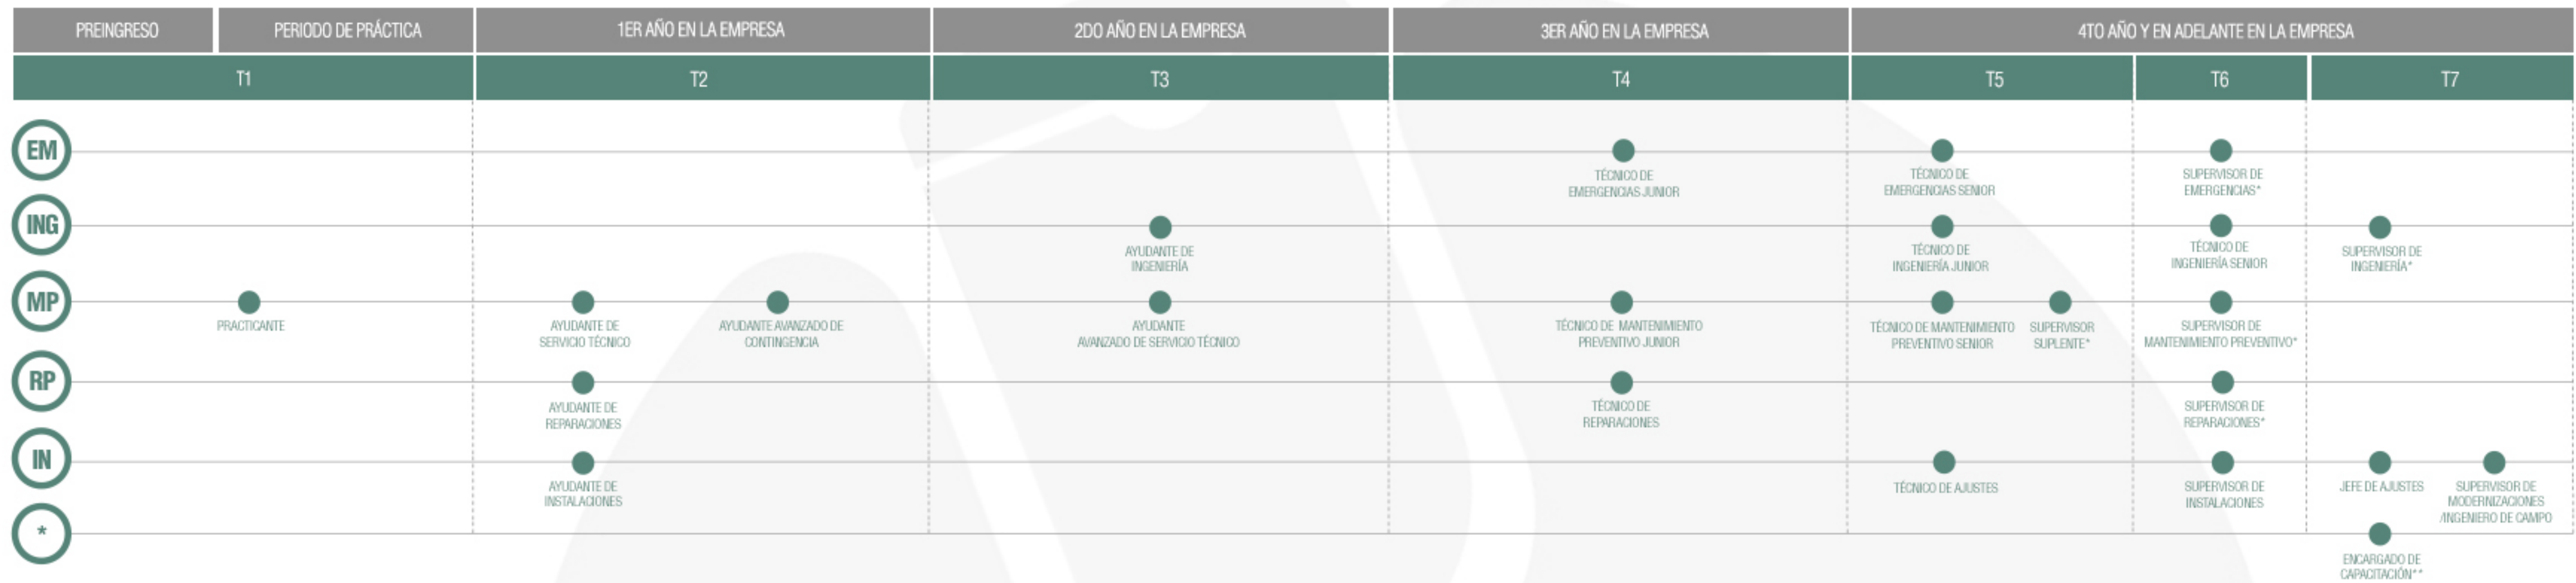 PREINGRESO
PERIODO DE PRÁCTICA
1ER AÑO EN LA EMPRESA
2DO AÑO EN LA EMPRESA
3ER AÑO EN LA EMPRESA
4TO AÑO Y EN ADELANTE EN LA EMPRESA
T1
T2
T3
T4
T5
T6
T7
EM
TÉCNICO DE
EMERGENCIAS JUNIOR
TÉCNICO DE
EMERGENCIAS SENIOR
SUPERVISOR DE
EMERGENCIAS*
ING
AYUDANTE DE
INGENIERÍA
TÉCNICO DE
INGENIERÍA JUNIOR
TÉCNICO DE
INGENIERÍA SENIOR
SUPERVISOR DE
INGENIERÍA*
MP
PRACTICANTE
AYUDANTE DE
SERVICIO TÉCNICO
AYUDANTE AVANZADO DE
CONTINGENCIA
AYUDANTE
AVANZADO DE SERVICIO TÉCNICO
TÉCNICO DE MANTENIMIENTO
PREVENTIVO JUNIOR
TÉCNICO DE MANTENIMIENTO
PREVENTIVO SENIOR
SUPERVISOR
SUPLENTE*
SUPERVISOR DE
MANTENIMIENTO PREVENTIVO*
RP
AYUDANTE DE
REPARACIONES
TÉCNICO DE
REPARACIONES
SUPERVISOR DE
REPARACIONES*
IN
AYUDANTE DE
INSTALACIONES
TÉCNICO DE AJUSTES
SUPERVISOR DE
INSTALACIONES
JEFE DE AJUSTES
SUPERVISOR DE
MODERNIZACIONES
/INGENIERO DE CAMPO
*
ENCARGADO DE
CAPACITACIÓN**